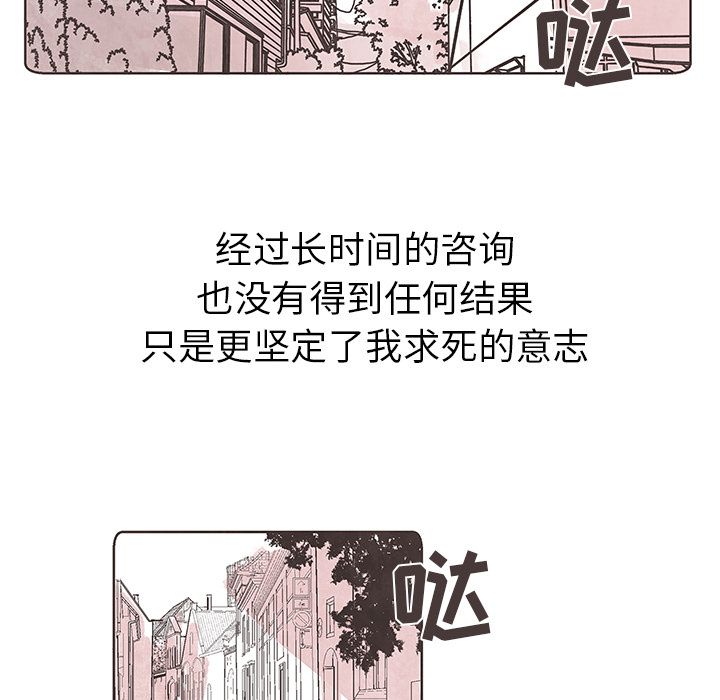 哒
经过长时间的咨询
也没有得到任何结果
只是更坚定了我求死的意志
哒